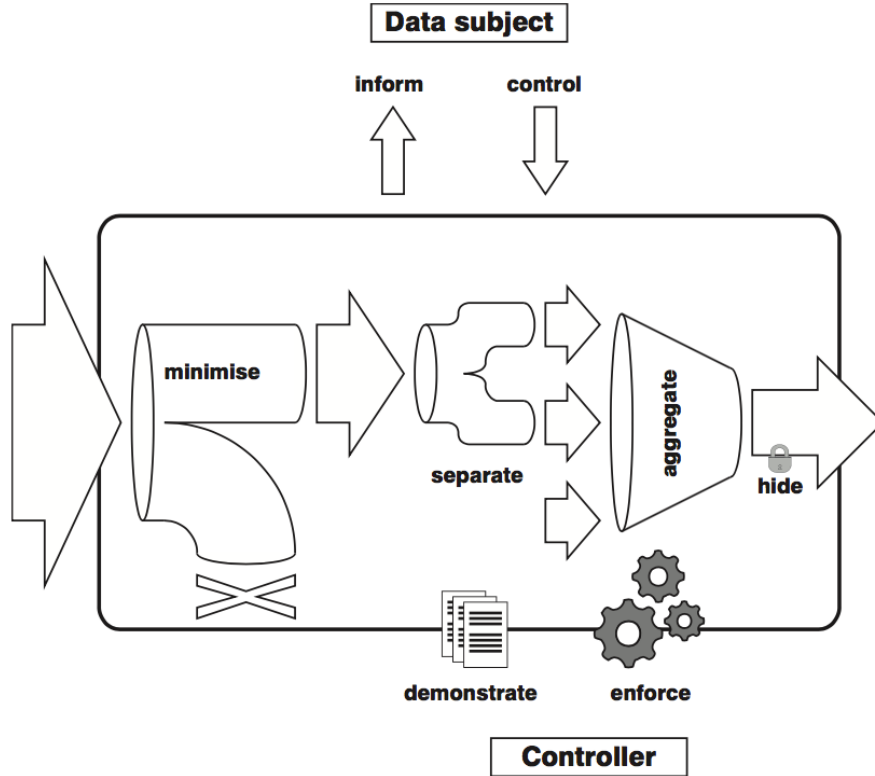 Data subject
inform
control
minimise
separate
aggregate
hide
demonstrate
enforce
Controller